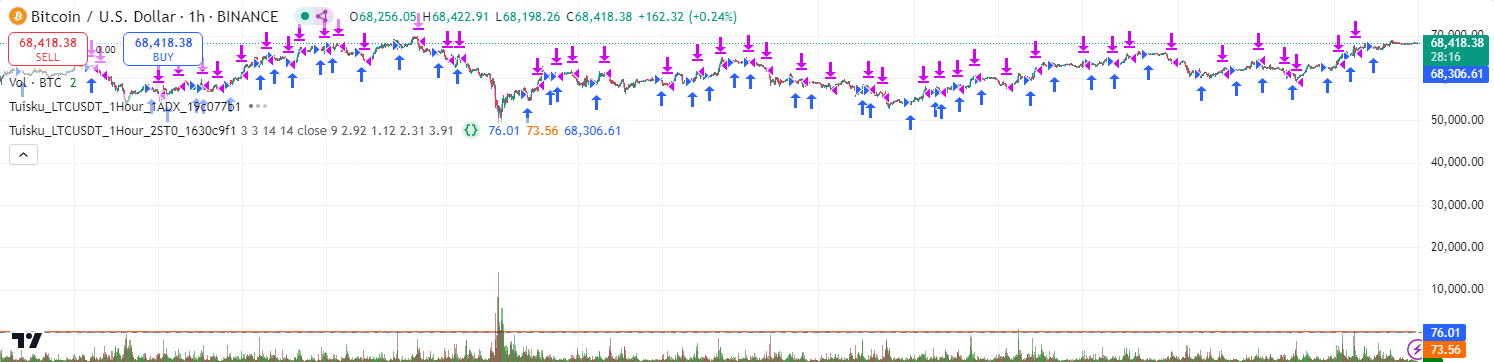 Bitcoin / U.S. Dollar · 1h · BINANCE O68,256.05 H68,422.91 L68,198.26 C68,418.38 +162.32 (+0.24%)
70,000.00
68,418.38 SELL
0.00
68,418.38 BUY
68,418.38
28:16
68,306.61
Vol · BTC 2
Tuisku_LTCUSDT_1Hour_1ADX_19c077b1
Tuisku_LTCUSDT_1Hour_2ST0_1630c9f1 3 3 14 14 close 9 2.92 1.12 2.31 3.91 {} 76.01 73.56 68,306.61
50,000.00
40,000.00
30,000.00
20,000.00
10,000.00
76.01
73.56